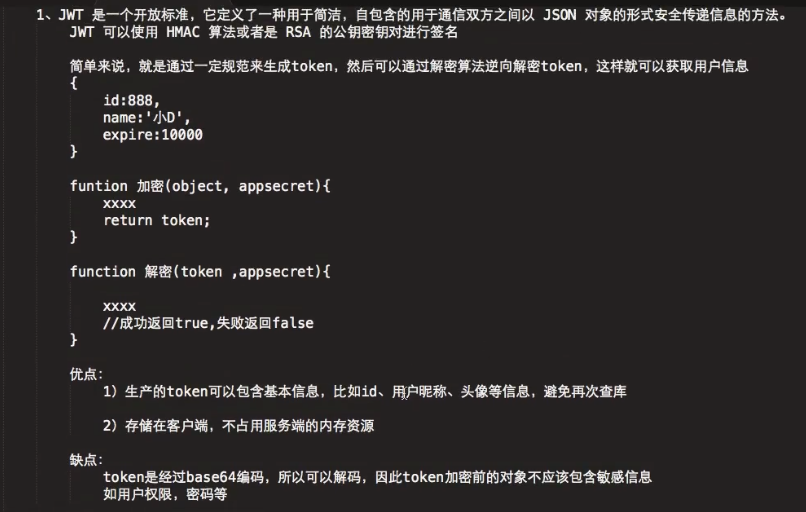 1、JWT 是一个开放标准，它定义了一种用于简洁，自包含的用于通信双方之间以 JSON 对象的形式安全传递信息的方法。
JWT 可以使用 HMAC 算法或者是 RSA 的公钥密钥对进行签名
简单来说，就是通过一定规范来生成token，然后可以通过解密算法逆向解密token，这样就可以获取用户信息
{
id:888,
name:'小D',
expire:10000
}
funtion 加密(object, appsecret){
xxxx
return token;
}
function 解密(token ,appsecret){
xxxx
//成功返回true,失败返回false
}
优点:
1）生产的token可以包含基本信息，比如id、用户昵称、头像等信息，避免再次查库
2）存储在客户端，不占用服务端的内存资源
缺点:
token是经过base64编码，所以可以解码，因此token加密前的对象不应该包含敏感信息
如用户权限，密码等